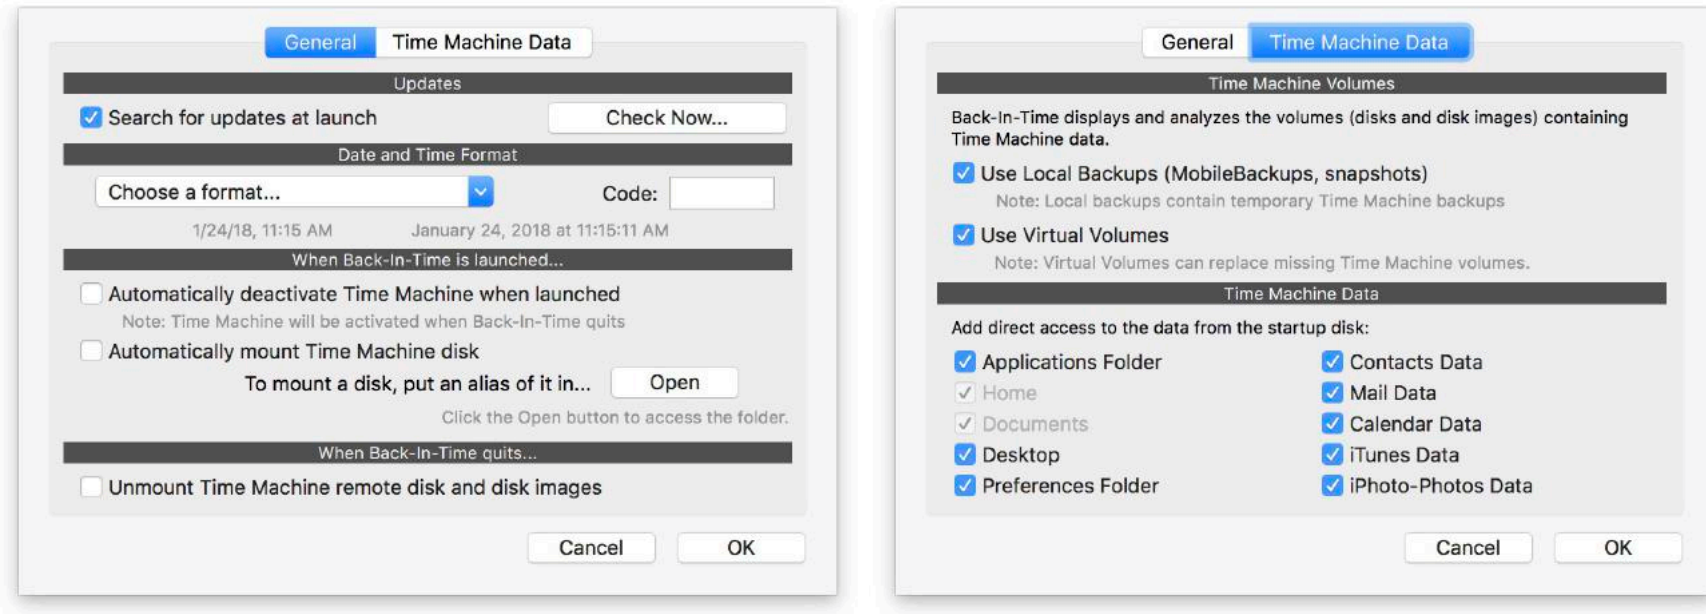 General
Time Machine Data
Updates
Search for updates at launch
Check Now...
Date and Time Format
Choose a format...
Code:
1/24/18, 11:15 AM
January 24, 2018 at 11:15:11 AM
When Back-In-Time is launched...
Automatically deactivate Time Machine when launched
Note: Time Machine will be activated when Back-In-Time quits
Automatically mount Time Machine disk
To mount a disk, put an alias of it in...
Open
Click the Open button to access the folder.
When Back-In-Time quits...
Unmount Time Machine remote disk and disk images
Cancel
OK
General
Time Machine Data
Time Machine Volumes
Back-In-Time displays and analyzes the volumes (disks and disk images) containing
Time Machine data.
Use Local Backups (MobileBackups, snapshots)
Note: Local backups contain temporary Time Machine backups
Use Virtual Volumes
Note: Virtual Volumes can replace missing Time Machine volumes.
Time Machine Data
Add direct access to the data from the startup disk:
Applications Folder
Home
Documents
Desktop
Preferences Folder
Contacts Data
Mail Data
Calendar Data
iTunes Data
iPhoto-Photos Data
Cancel
OK